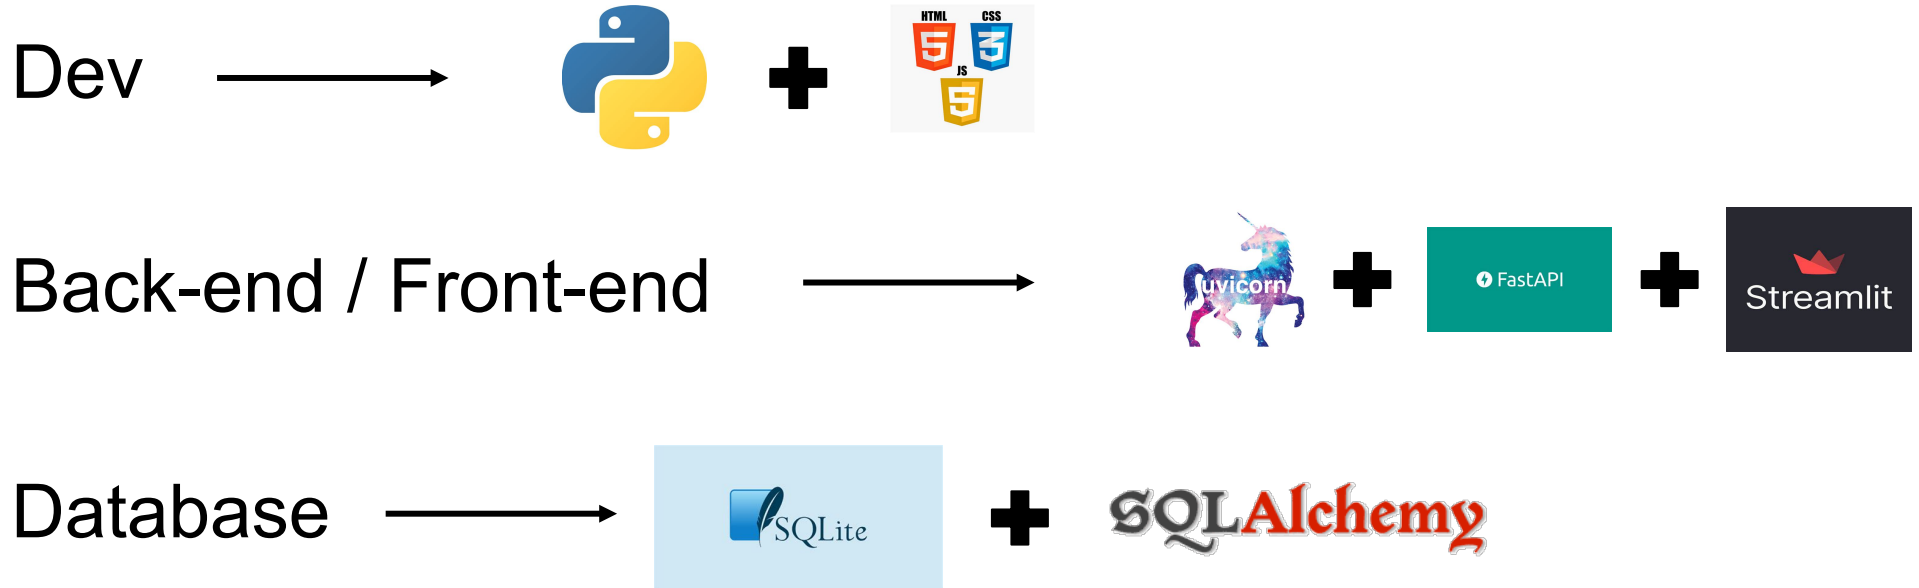 Dev
HTML CSS
JS
Back-end / Front-end
uvicorn
FastAPI
Streamlit
Database
SQLite
SQLAlchemy